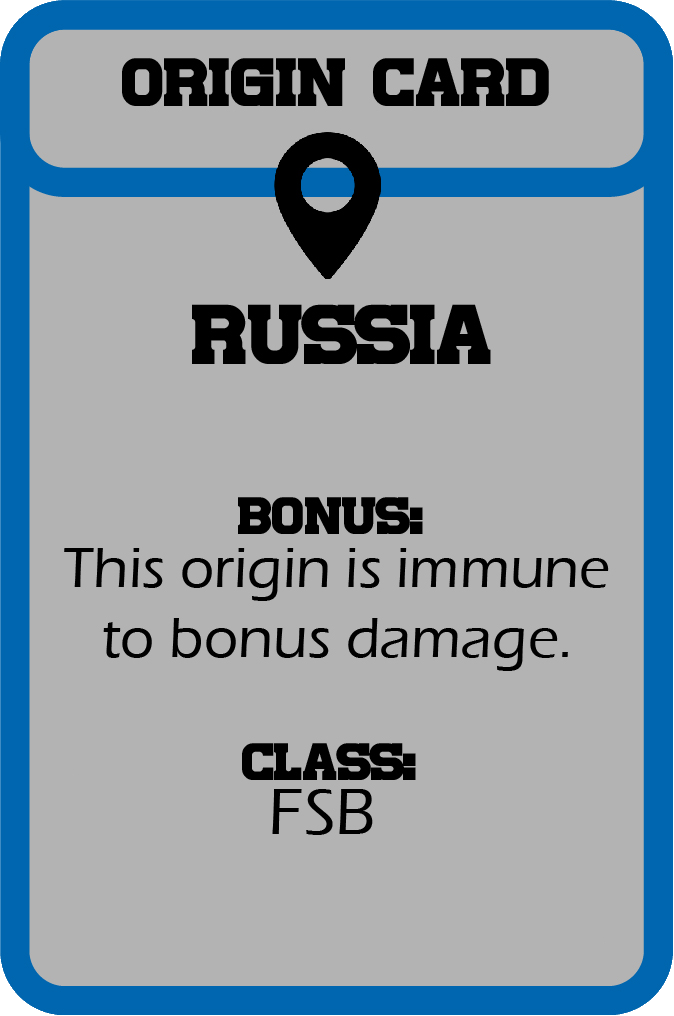 ORIGIN CARD
RUSSIA
BONUS:
This origin is immune
to bonus damage.
CLASS:
FSB